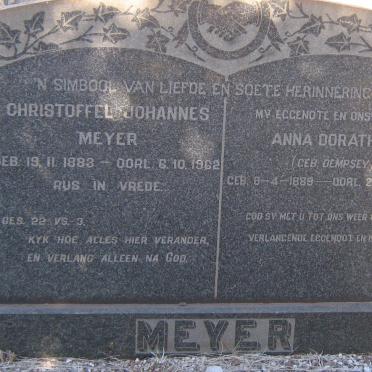 'N SIMBOOL VAN LIEFDE EN SOETE HERINNERING
CHRISTOFFEL JOHANNES
MEYER
GEB. 19.11.1883 — OORL. 6.10.1962
RUS IN VREDE.
GES. 22 VS. 3.
KYK HOE ALLES HIER VERANDER,
EN VERLANG ALLEEN NA GOD.
MY EGGENOTE EN ONS
ANNA DORATH
(GEB. DEMPSEY
GEB. 6-4-1889 — OORL. 2
GOD SY MET U TOT ONS WEER
VERLANGENDE EGGENOOT EN
MEYER